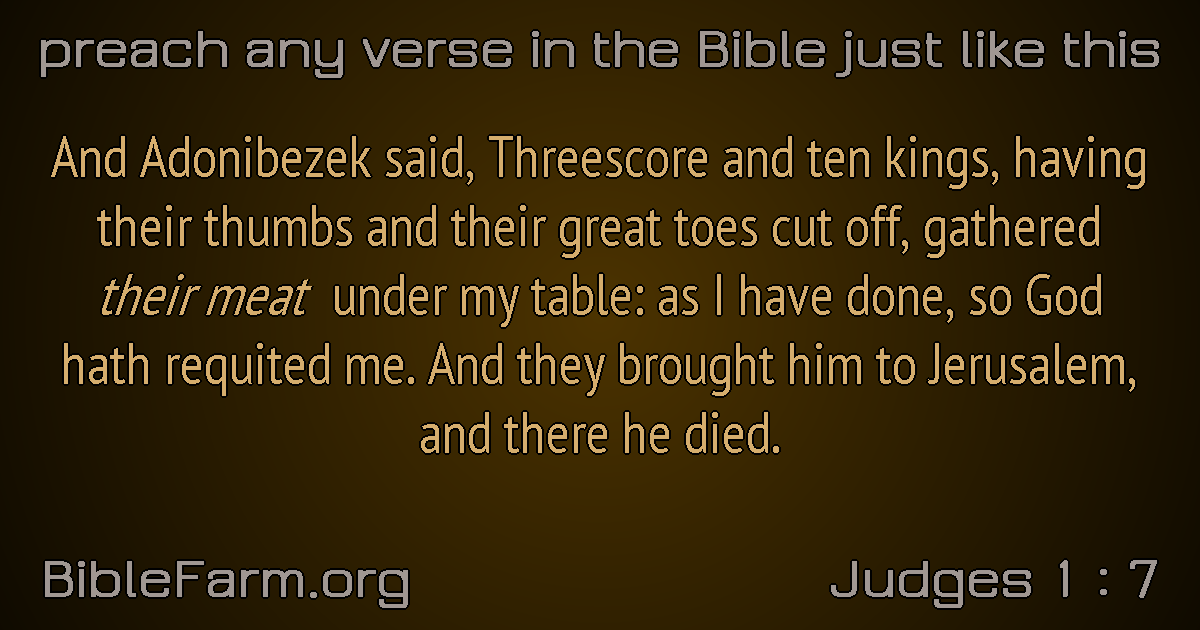 preach any verse in the Bible just like this
And Adonibezek said, Threescore and ten kings, having
their thumbs and their great toes cut off, gathered
their meat under my table: as I have done, so God
hath requited me. And they brought him to Jerusalem,
and there he died.
BibleFarm.org
Judges 1 : 7